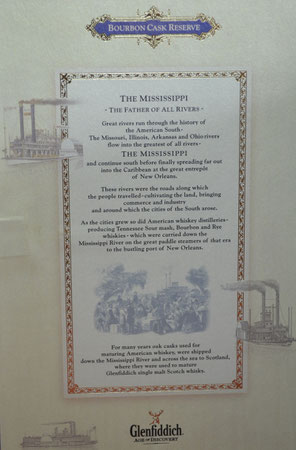 BOURBON CASK RESERVE
THE MISSISSIPPI
- THE FATHER OF ALL RIVERS -
Great rivers run through the history of
the American South-
The Missouri, Illinois, Arkansas and Ohio rivers
flow into the greatest of all rivers-
THE MISSISSIPPI
and continue south before finally spreading far out
into the Caribbean at the great entrepôt
of New Orleans.
These rivers were the roads along which
the people travelled-cultivating the land, bringing
commerce and industry
and around which the cities of the South arose.
As the cities grew so did American whiskey distilleries-
producing Tennessee Sour mash, Bourbon and Rye
whiskies - which were carried down the
Mississippi River on the great paddle steamers of that era
to the bustling port of New Orleans.
For many years oak casks used for
maturing American whiskey, were shipped
down the Mississippi River and across the sea to Scotland,
where they were used to mature
Glenfiddich single malt Scotch whisky.
Glenfiddich
AGE OF DISCOVERY